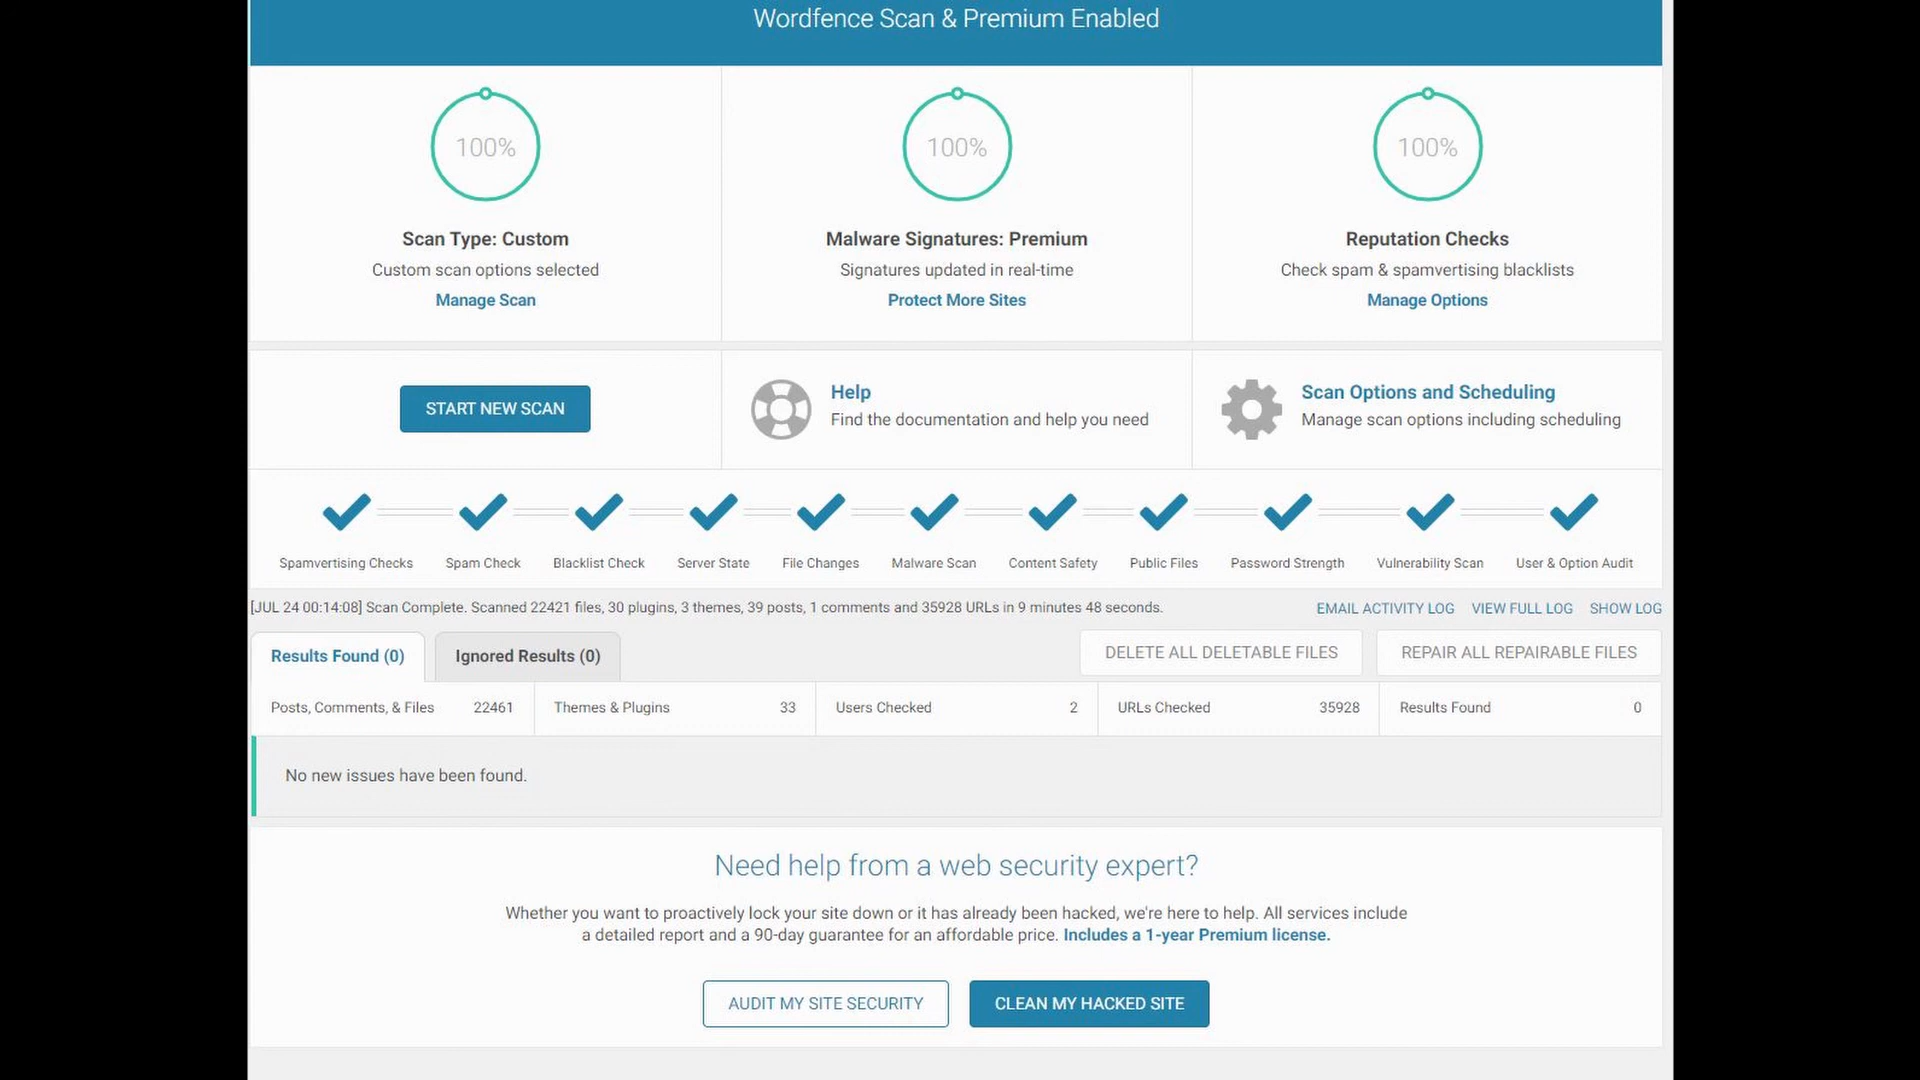 Wordfence Scan & Premium Enabled
100%
100%
100%
Scan Type: Custom
Malware Signatures: Premium
Reputation Checks
Custom scan options selected
Signatures updated in real-time
Check spam & spamvertising blacklists
Manage Scan
Protect More Sites
Manage Options
START NEW SCAN
Help
Find the documentation and help you need
Scan Options and Scheduling
Manage scan options including scheduling
Spamvertising Checks
Spam Check
Blacklist Check
Server State
File Changes
Malware Scan
Content Safety
Public Files
Password Strength
Vulnerability Scan
User & Option Audit
[JUL 24 00:14:08] Scan Complete. Scanned 22421 files, 30 plugins, 3 themes, 39 posts, 1 comments and 35928 URLs in 9 minutes 48 seconds.
EMAIL ACTIVITY LOG
VIEW FULL LOG
SHOW LOG
Results Found (0)
Ignored Results (0)
DELETE ALL DELETABLE FILES
REPAIR ALL REPAIRABLE FILES
Posts, Comments, & Files 22461
Themes & Plugins 33
Users Checked 2
URLs Checked 35928
Results Found 0
No new issues have been found.
Need help from a web security expert?
Whether you want to proactively lock your site down or it has already been hacked, we're here to help. All services include
a detailed report and a 90-day guarantee for an affordable price. Includes a 1-year Premium license.
AUDIT MY SITE SECURITY
CLEAN MY HACKED SITE